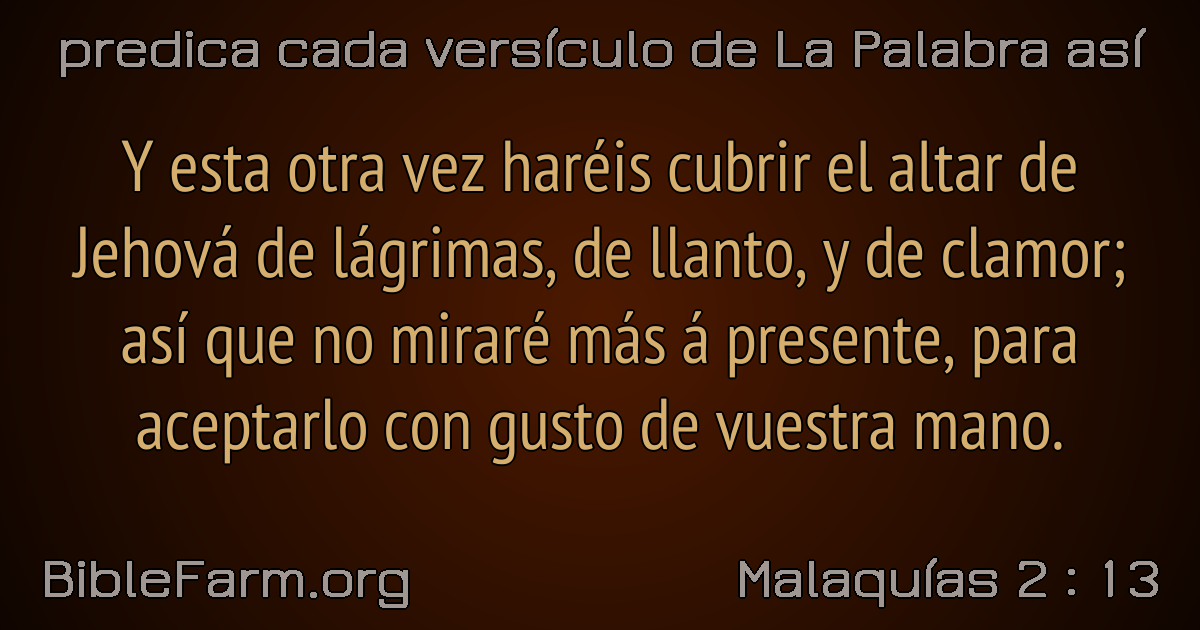 predica cada versículo de La Palabra así
Y esta otra vez haréis cubrir el altar de
Jehová de lágrimas, de llanto, y de clamor;
así que no miraré más á presente, para
aceptarlo con gusto de vuestra mano.
BibleFarm.org
Malaquías 2 : 13